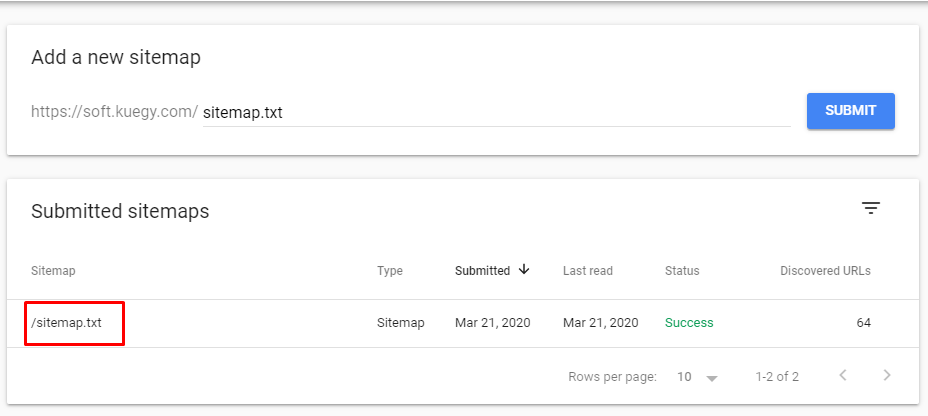 Add a new sitemap
https://soft.kuegy.com/ sitemap.txt SUBMIT
Submitted sitemaps
Sitemap Type Submitted Last read Status Discovered URLs
/sitemap.txt Sitemap Mar 21, 2020 Mar 21, 2020 Success 64
Rows per page: 10 1-2 of 2